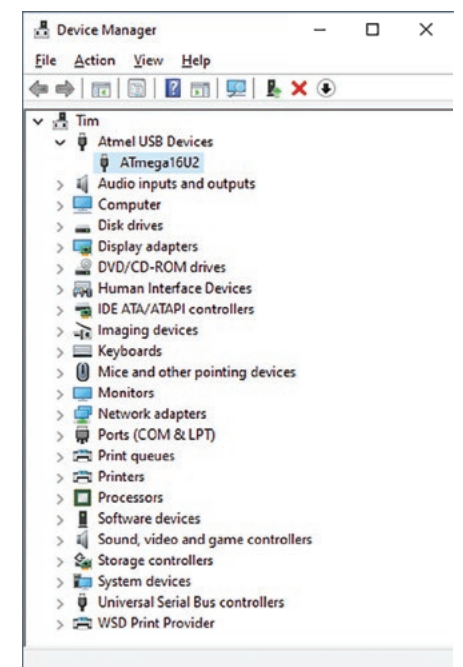 Device Manager
File Action View Help
Tim
Atmel USB Devices
ATmega16U2
Audio inputs and outputs
Computer
Disk drives
Display adapters
DVD/CD-ROM drives
Human Interface Devices
IDE ATA/ATAPI controllers
Imaging devices
Keyboards
Mice and other pointing devices
Monitors
Network adapters
Ports (COM & LPT)
Print queues
Printers
Processors
Software devices
Sound, video and game controllers
Storage controllers
System devices
Universal Serial Bus controllers
WSD Print Provider